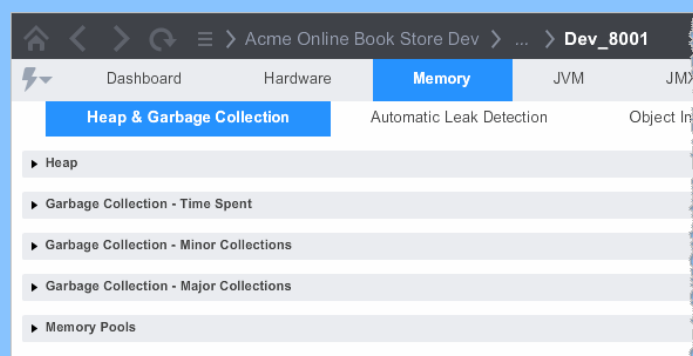 Acme Online Book Store Dev ... Dev_8001
Dashboard Hardware Memory JVM
Heap & Garbage Collection Automatic Leak Detection Object
Heap
Garbage Collection - Time Spent
Garbage Collection - Minor Collections
Garbage Collection - Major Collections
Memory Pools